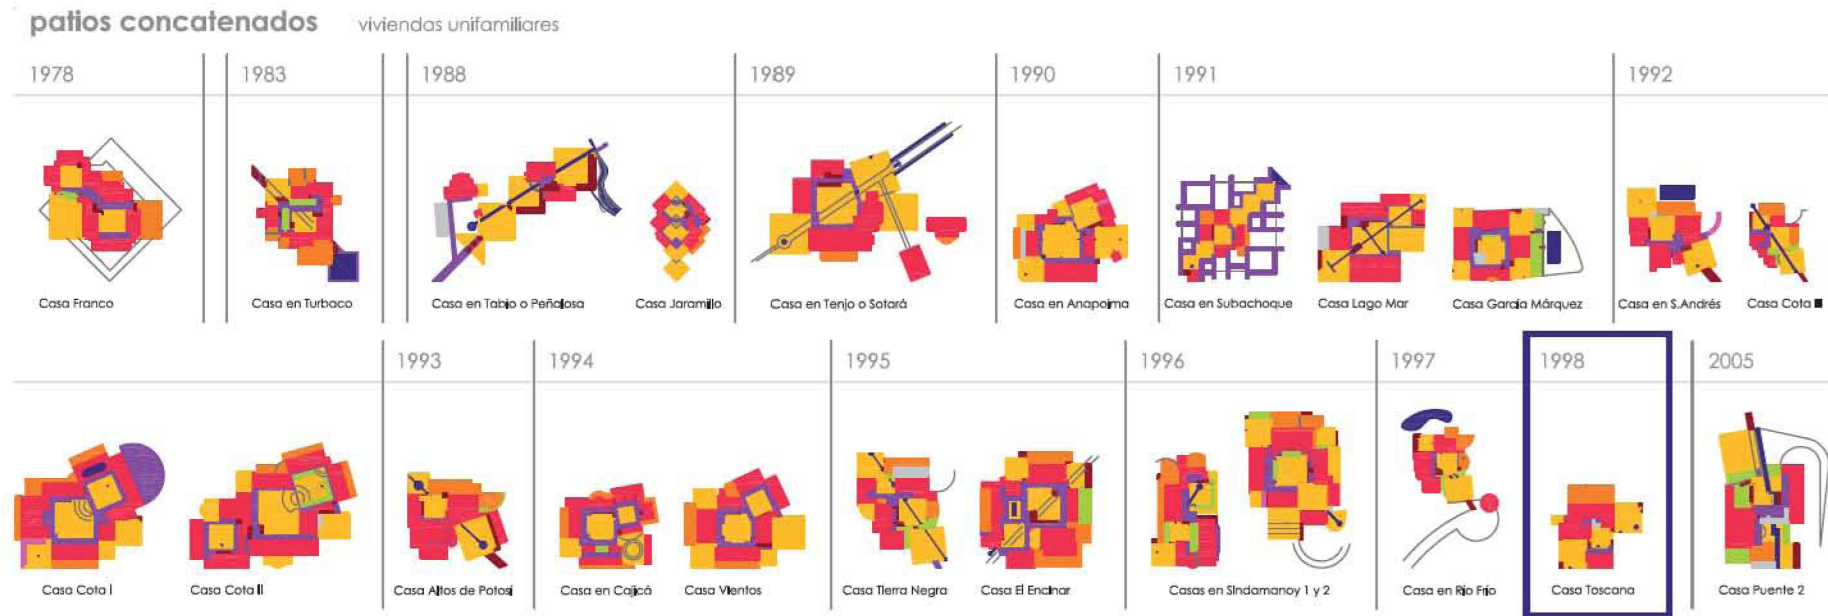 patios concatenados viviendas unifamiliares
1978 1983 1988 1989 1990 1991 1992
Casa Franco Casa en Turbaco Casa en Tabio o Peñalosa Casa Jaramillo Casa en Tenjo o Sotará Casa en Anapoima Casa en Subachoque Casa Lago Mar Casa García Márquez Casa en S.Andrés Casa Cota III
1993 1994 1995 1996 1997 1998 2005
Casa Cota I Casa Cota II Casa Altos de Potosí Casa en Cajicá Casa Vientos Casa Tierra Negra Casa El Encinar Casas en Sindamanoy 1 y 2 Casa en Río Frío Casa Toscana Casa Puente 2